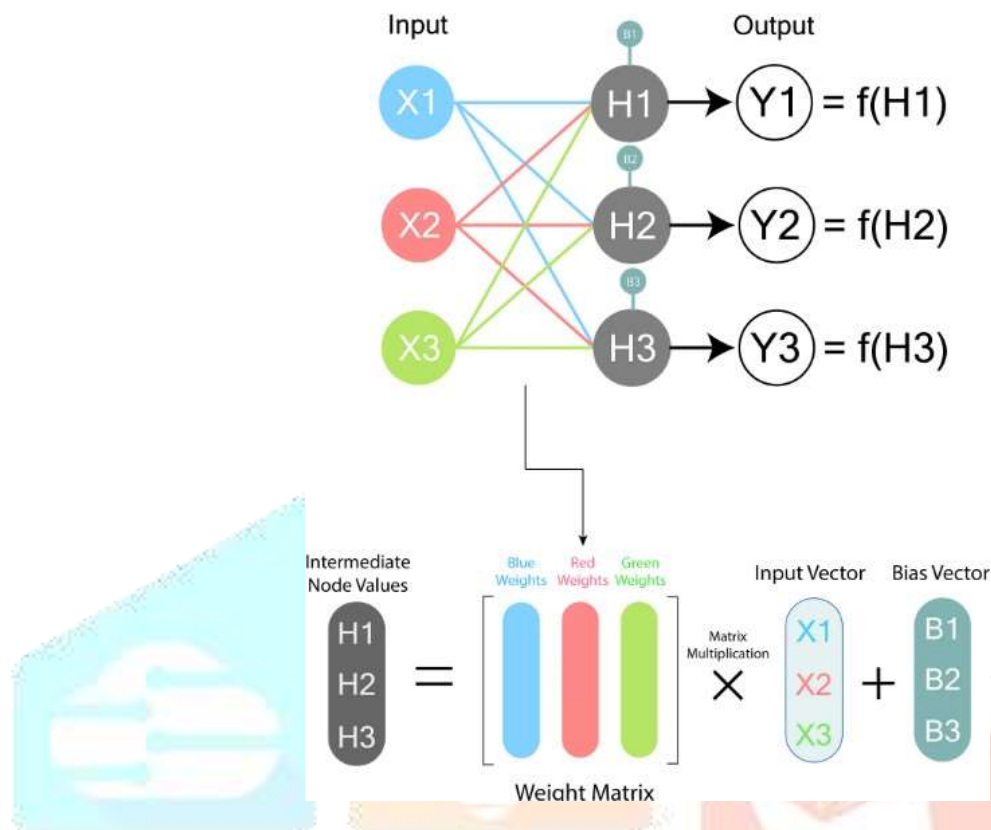 Input
Output
B1
X1
H1
Y1 = f(H1)
B2
X2
H2
Y2 = f(H2)
B3
X3
H3
Y3 = f(H3)
Intermediate
Node Values
Blue
Weights
Red
Weights
Green
Weights
Input Vector
Bias Vector
H1
H2
H3
=
Matrix
Multiplication
×
X1
X2
X3
+
B1
B2
B3
Weight Matrix